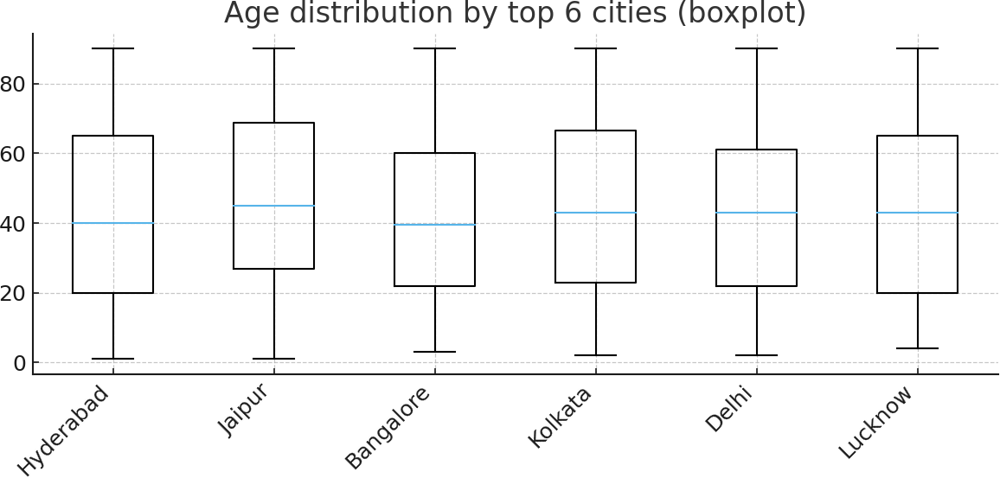 Age distribution by top 6 cities (boxplot)
80
60
40
20
0
Hyderabad
Jaipur
Bangalore
Kolkata
Delhi
Lucknow